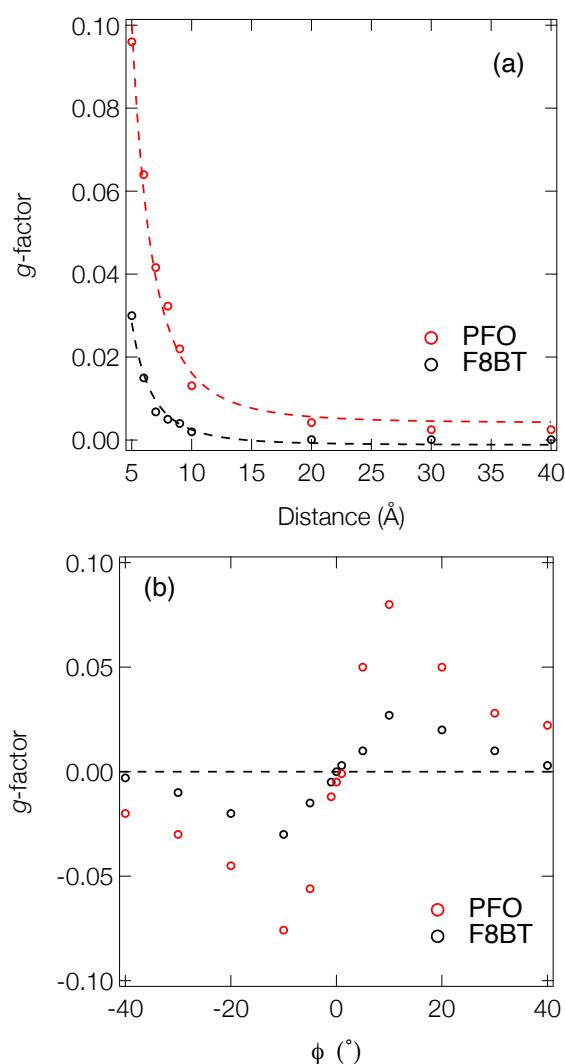 0.10
(a)
0.08
0.06
g-factor
0.04
PFO
0.02
F8BT
0.00
5 10 15 20 25 30 35 40
Distance (Å)
0.10
(b)
0.05
g-factor
0.00
-0.05
PFO
F8BT
-0.10
-40 -20 0 20 40
ϕ (°)